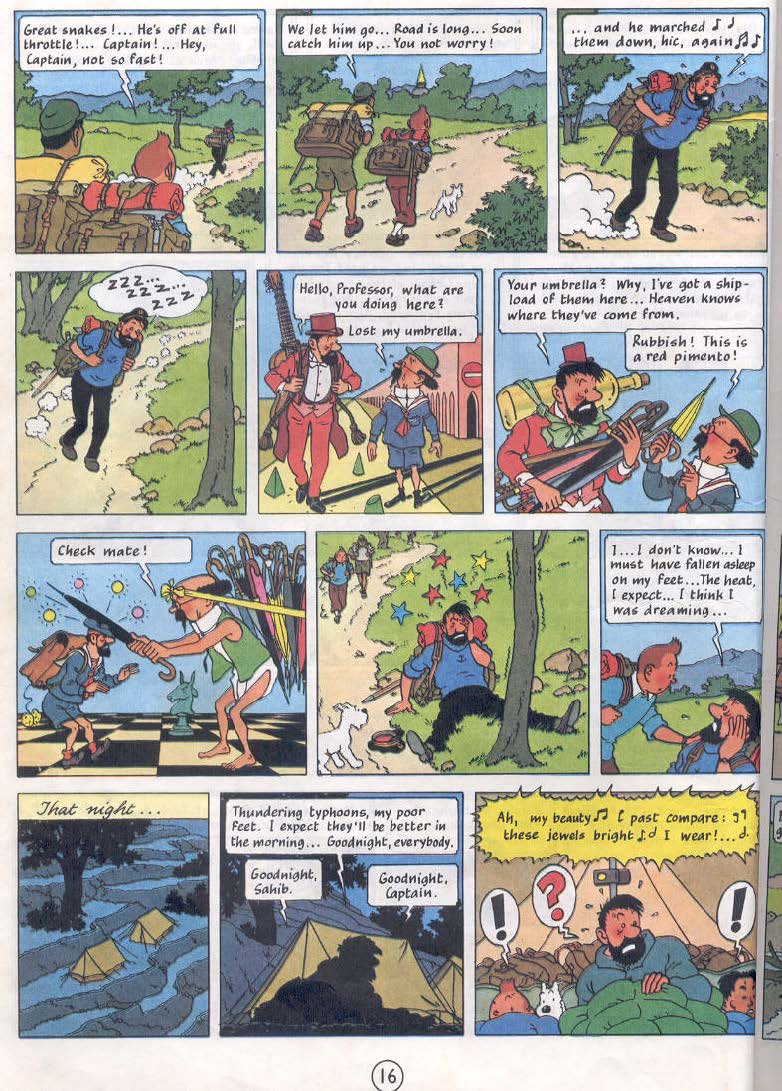 Great snakes!... He's off at full
throttle!... Captain!... Hey,
Captain, not so fast!
We let him go... Road is long... Soon
catch him up... You not worry!
... and he marched ♪ ♪
them down, hic, again ♫♪
ZZZ...
ZZZ...
ZZZ
Hello, Professor, what are
you doing here?
Lost my umbrella.
Your umbrella? Why, I've got a ship-
load of them here... Heaven knows
where they've come from.
Rubbish! This is
a red pimento!
Check mate!
I... I don't know... I
must have fallen asleep
on my feet... The heat,
I expect... I think I
was dreaming...
That night...
Thundering typhoons, my poor
feet. I expect they'll be better in
the morning... Goodnight, everybody.
Goodnight,
Sahib.
Goodnight,
Captain.
Ah, my beauty ♫ past compare:
these jewels bright ♪ I wear!...
!
?
!
16